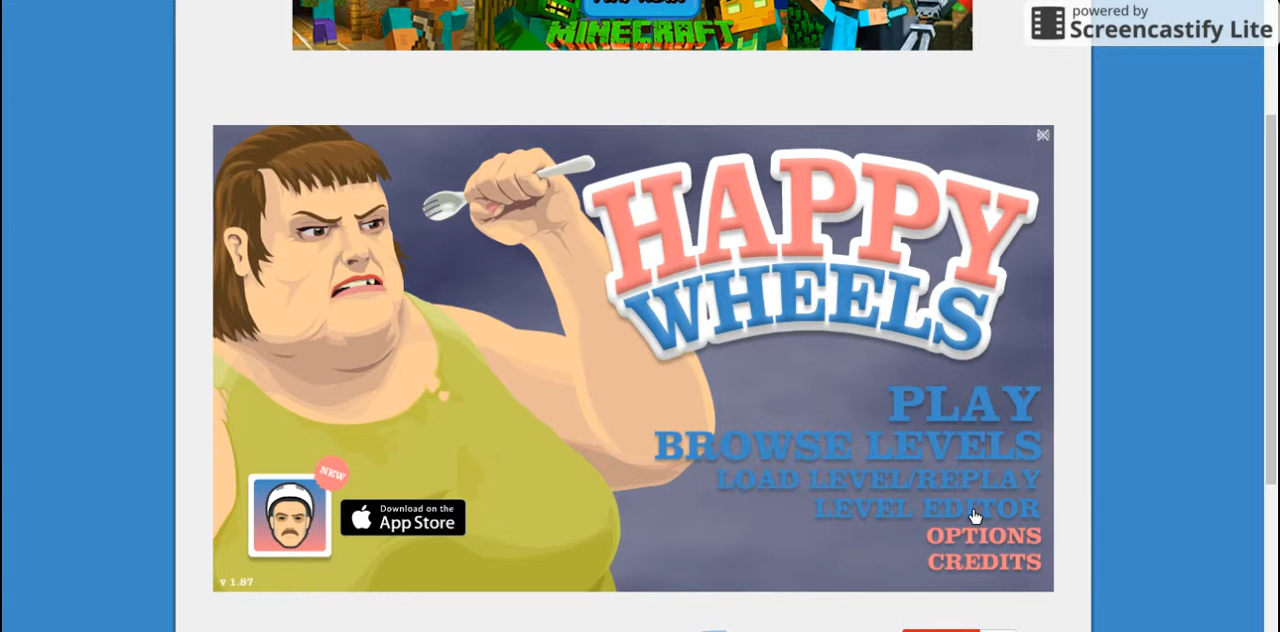 MINECRAFT
powered by
Screencastify Lite
HAPPY
WHEELS
PLAY
BROWSE LEVELS
LOAD LEVEL/REPLAY
LEVEL EDITOR
OPTIONS
CREDITS
NEW
Download on the
App Store
v 1.87